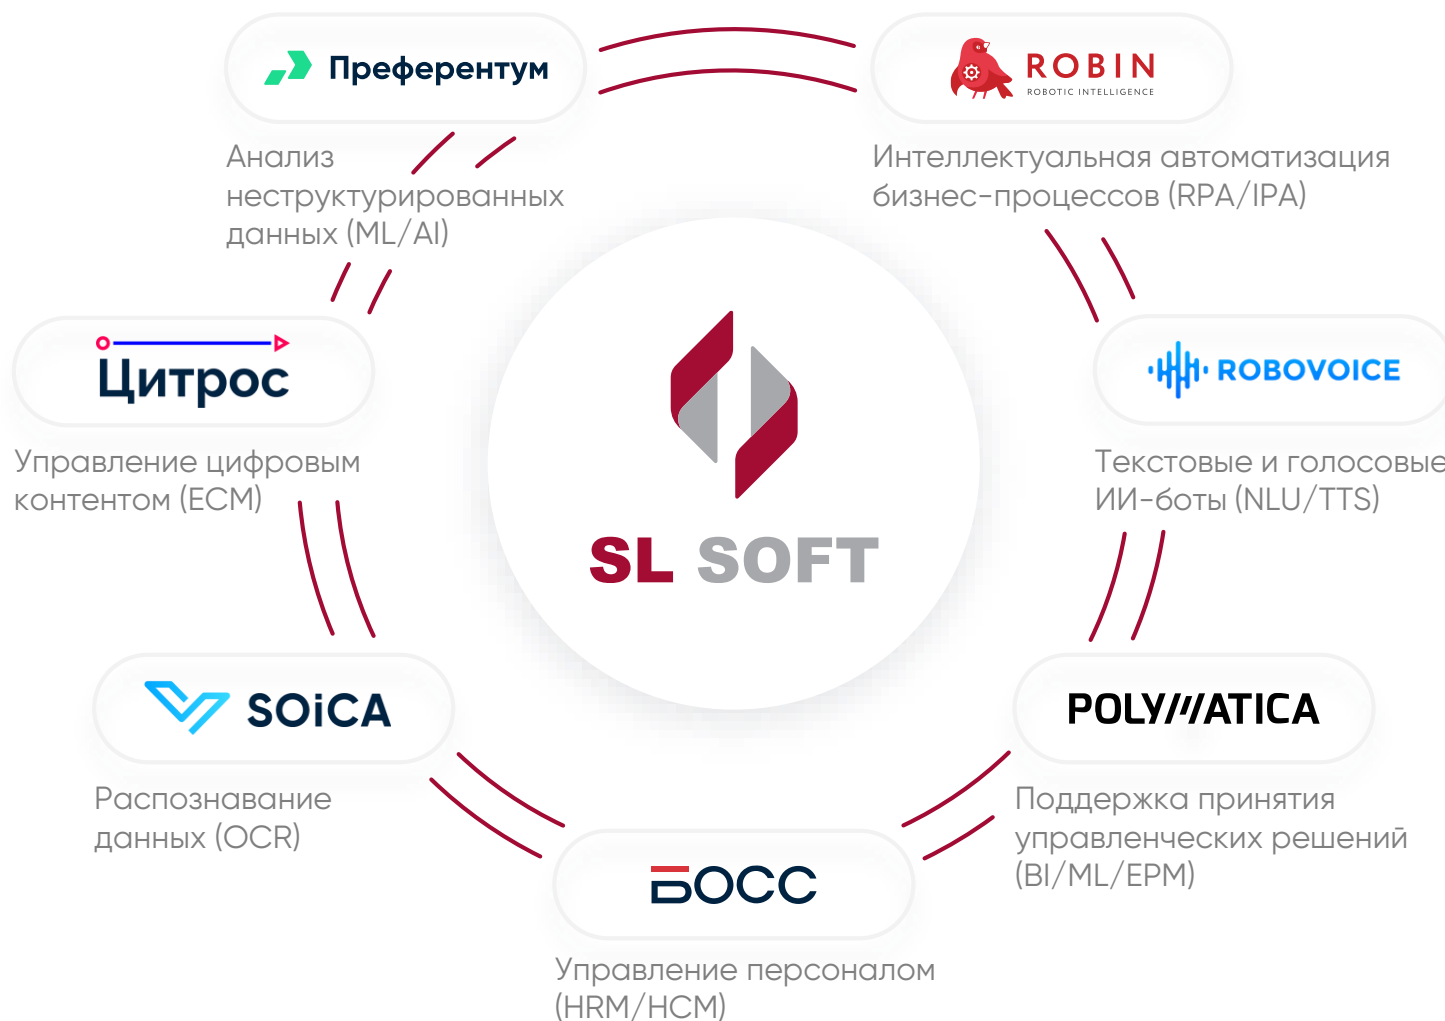 Преферентум
Анализ
неструктурированных
данных (ML/AI)
ROBIN
ROBOTIC INTELLIGENCE
Интеллектуальная автоматизация
бизнес-процессов (RPA/IPA)
Цитрос
Управление цифровым
контентом (ECM)
SL SOFT
ROBOVOICE
Текстовые и голосовые
ИИ-боты (NLU/TTS)
SOiCA
Распознавание
данных (OCR)
POLYMATICA
Поддержка принятия
управленческих решений
(BI/ML/EPM)
БОСС
Управление персоналом
(HRM/HCM)